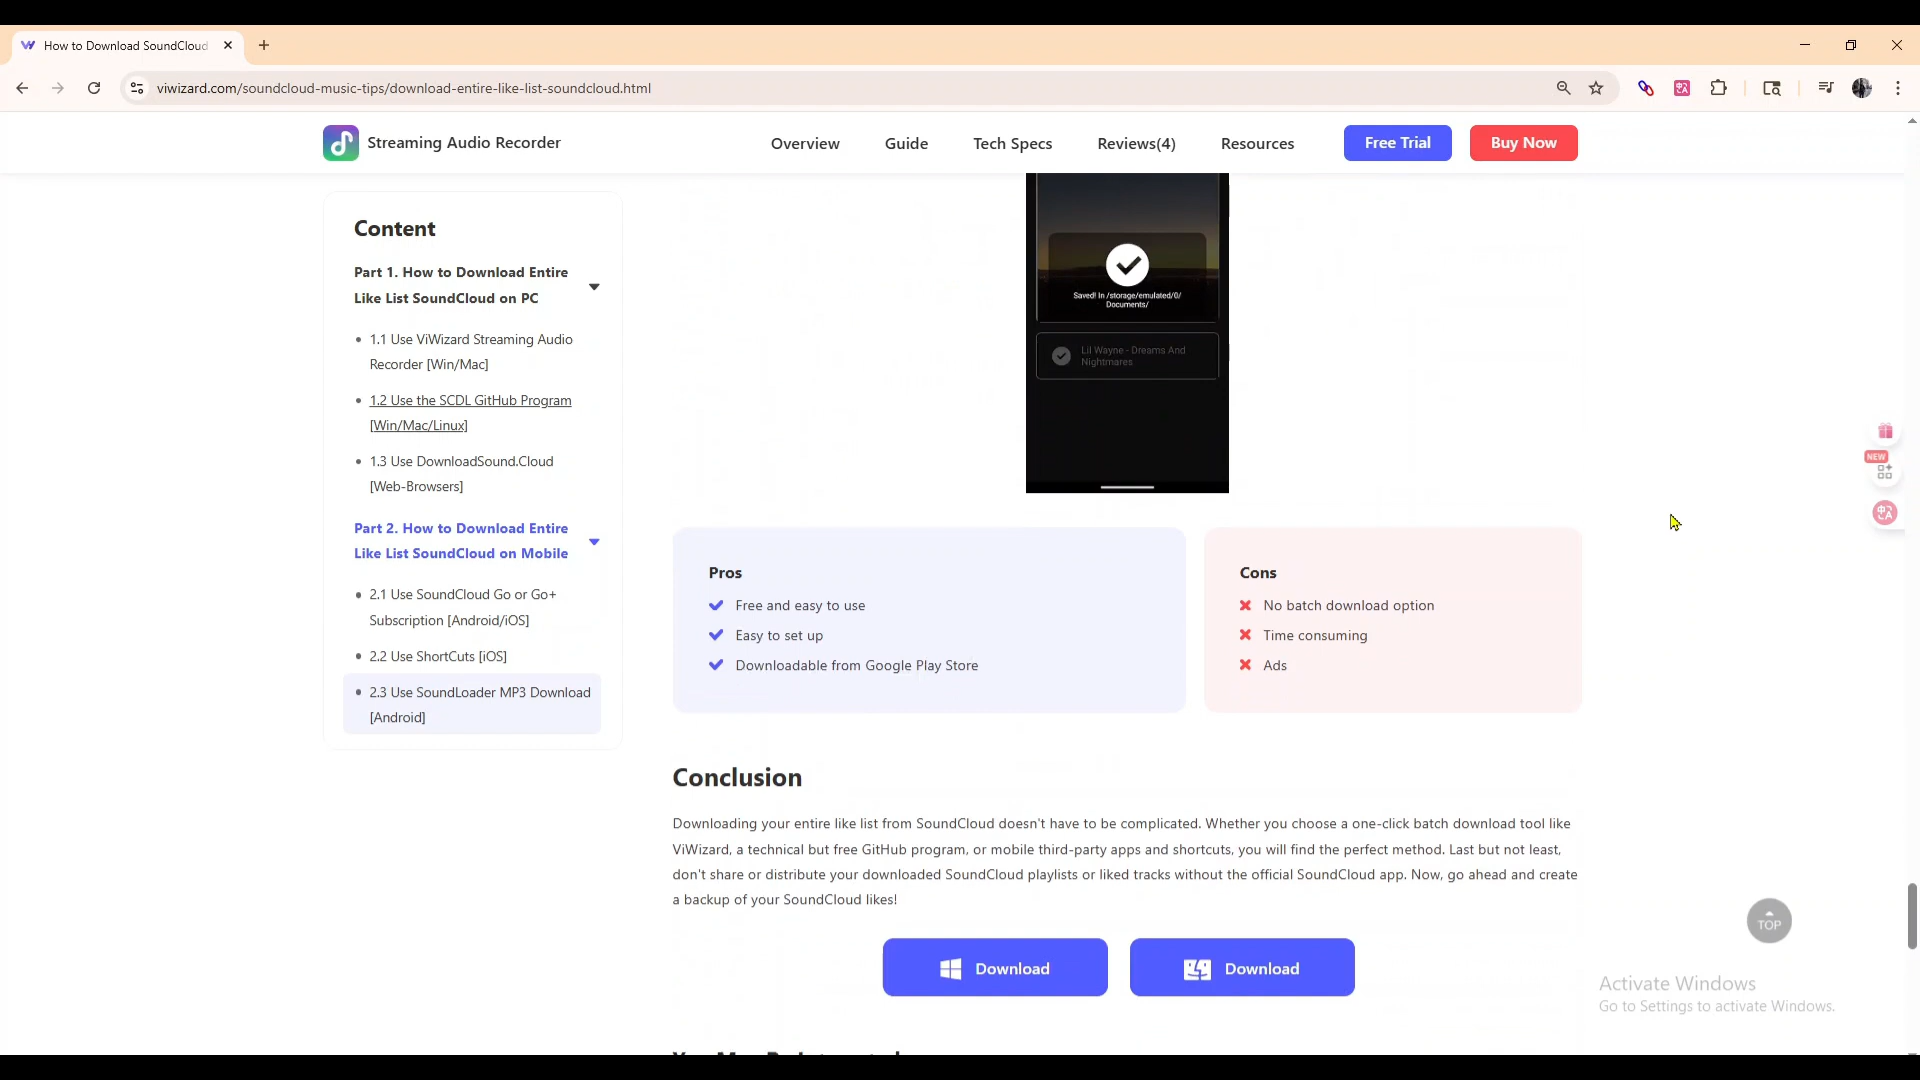 How to Download SoundCloud
viwizard.com/soundcloud-music-tips/download-entire-like-list-soundcloud.html
Streaming Audio Recorder
Overview
Guide
Tech Specs
Reviews(4)
Resources
Free Trial
Buy Now
Content
Part 1. How to Download Entire
Like List SoundCloud on PC
1.1 Use ViWizard Streaming Audio
Recorder [Win/Mac]
1.2 Use the SCDL GitHub Program
[Win/Mac/Linux]
1.3 Use DownloadSound.Cloud
[Web-Browsers]
Part 2. How to Download Entire
Like List SoundCloud on Mobile
2.1 Use SoundCloud Go or Go+
Subscription [Android/iOS]
2.2 Use ShortCuts [iOS]
2.3 Use SoundLoader MP3 Download
[Android]
Saved! In /storage/emulated/0/
Documents/
Lil Wayne - Dreams And
Nightmares
NEW
Pros
Free and easy to use
Easy to set up
Downloadable from Google Play Store
Cons
No batch download option
Time consuming
Ads
Conclusion
Downloading your entire like list from SoundCloud doesn't have to be complicated. Whether you choose a one-click batch download tool like
ViWizard, a technical but free GitHub program, or mobile third-party apps and shortcuts, you will find the perfect method. Last but not least,
don't share or distribute your downloaded SoundCloud playlists or liked tracks without the official SoundCloud app. Now, go ahead and create
a backup of your SoundCloud likes!
Download
Download
TOP
Activate Windows
Go to Settings to activate Windows.